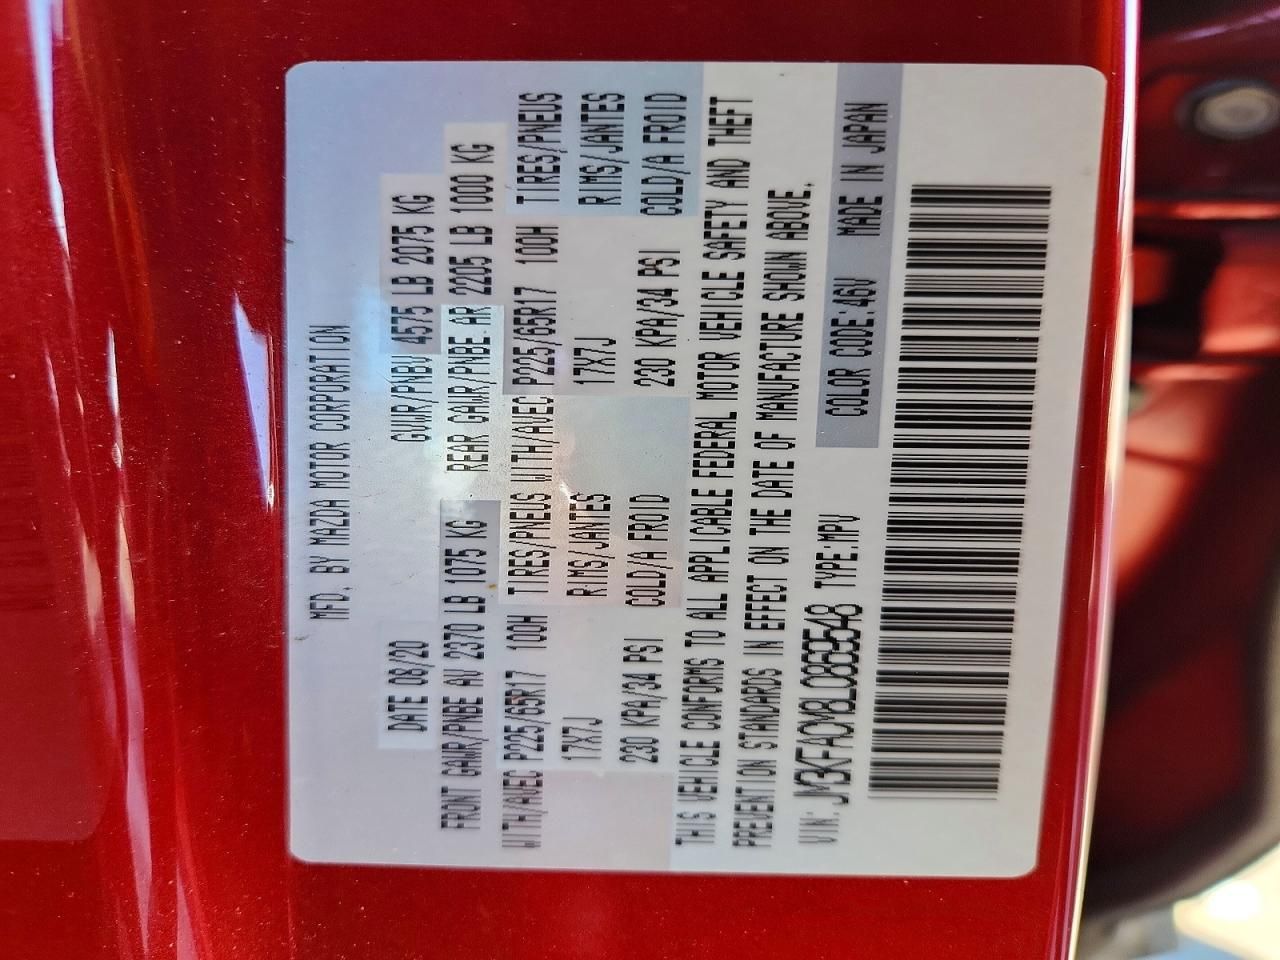 MFD. BY MAZDA MOTOR CORPORATION
DATE 08/20 GVWR/PNBV 4575 LB 2075 KG
FRONT GAWR/PNBE AV 2370 LB 1075 KG REAR GAWR/PNBE AR 2205 LB 1000 KG
WITH/AVEC P225/65R17 100H TIRES/PNEUS WITH/AVEC P225/65R17 100H TIRES/PNEUS
17X7J RIMS/JANTES 17X7J RIMS/JANTES
230 KPA/34 PSI COLD/A FROID 230 KPA/34 PSI COLD/A FROID
THIS VEHICLE CONFORMS TO ALL APPLICABLE FEDERAL MOTOR VEHICLE SAFETY AND THEFT
PREVENTION STANDARDS IN EFFECT ON THE DATE OF MANUFACTURE SHOWN ABOVE.
VIN: JM3KFADM8L0865548 TYPE:MPV COLOR CODE:46V MADE IN JAPAN